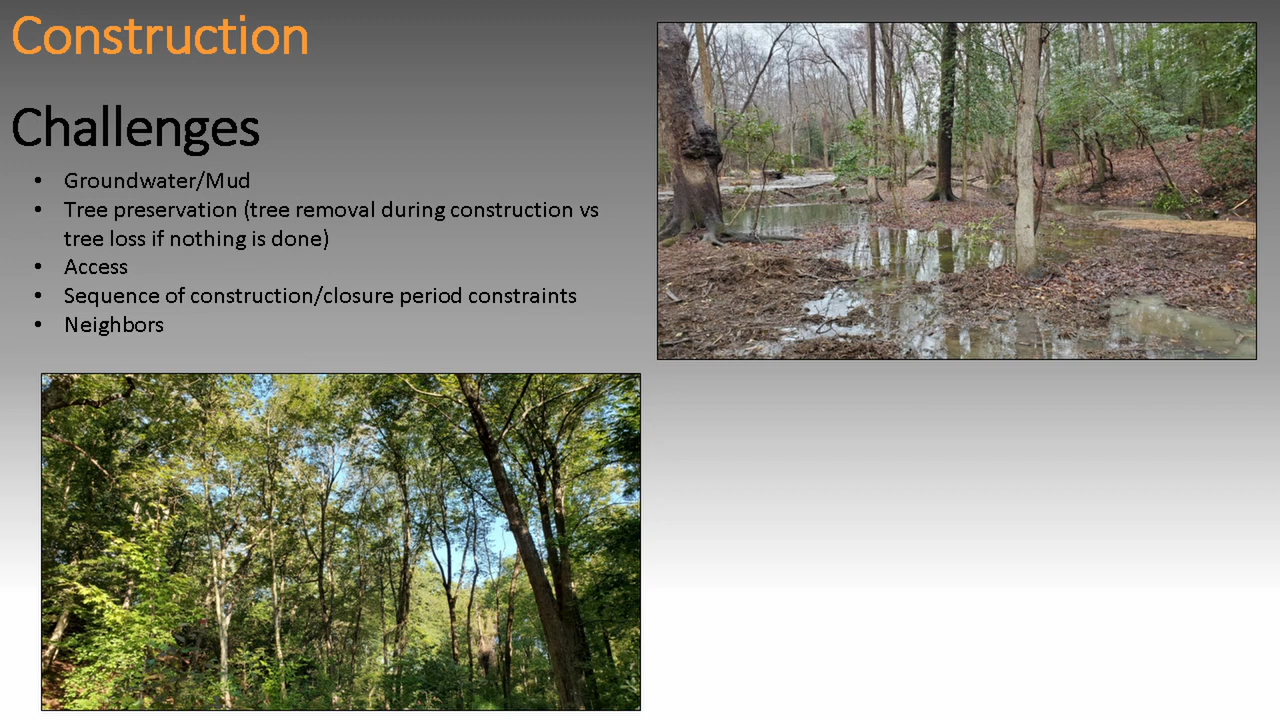 Construction
Challenges
• Groundwater/Mud
• Tree preservation (tree removal during construction vs
tree loss if nothing is done)
• Access
• Sequence of construction/closure period constraints
• Neighbors